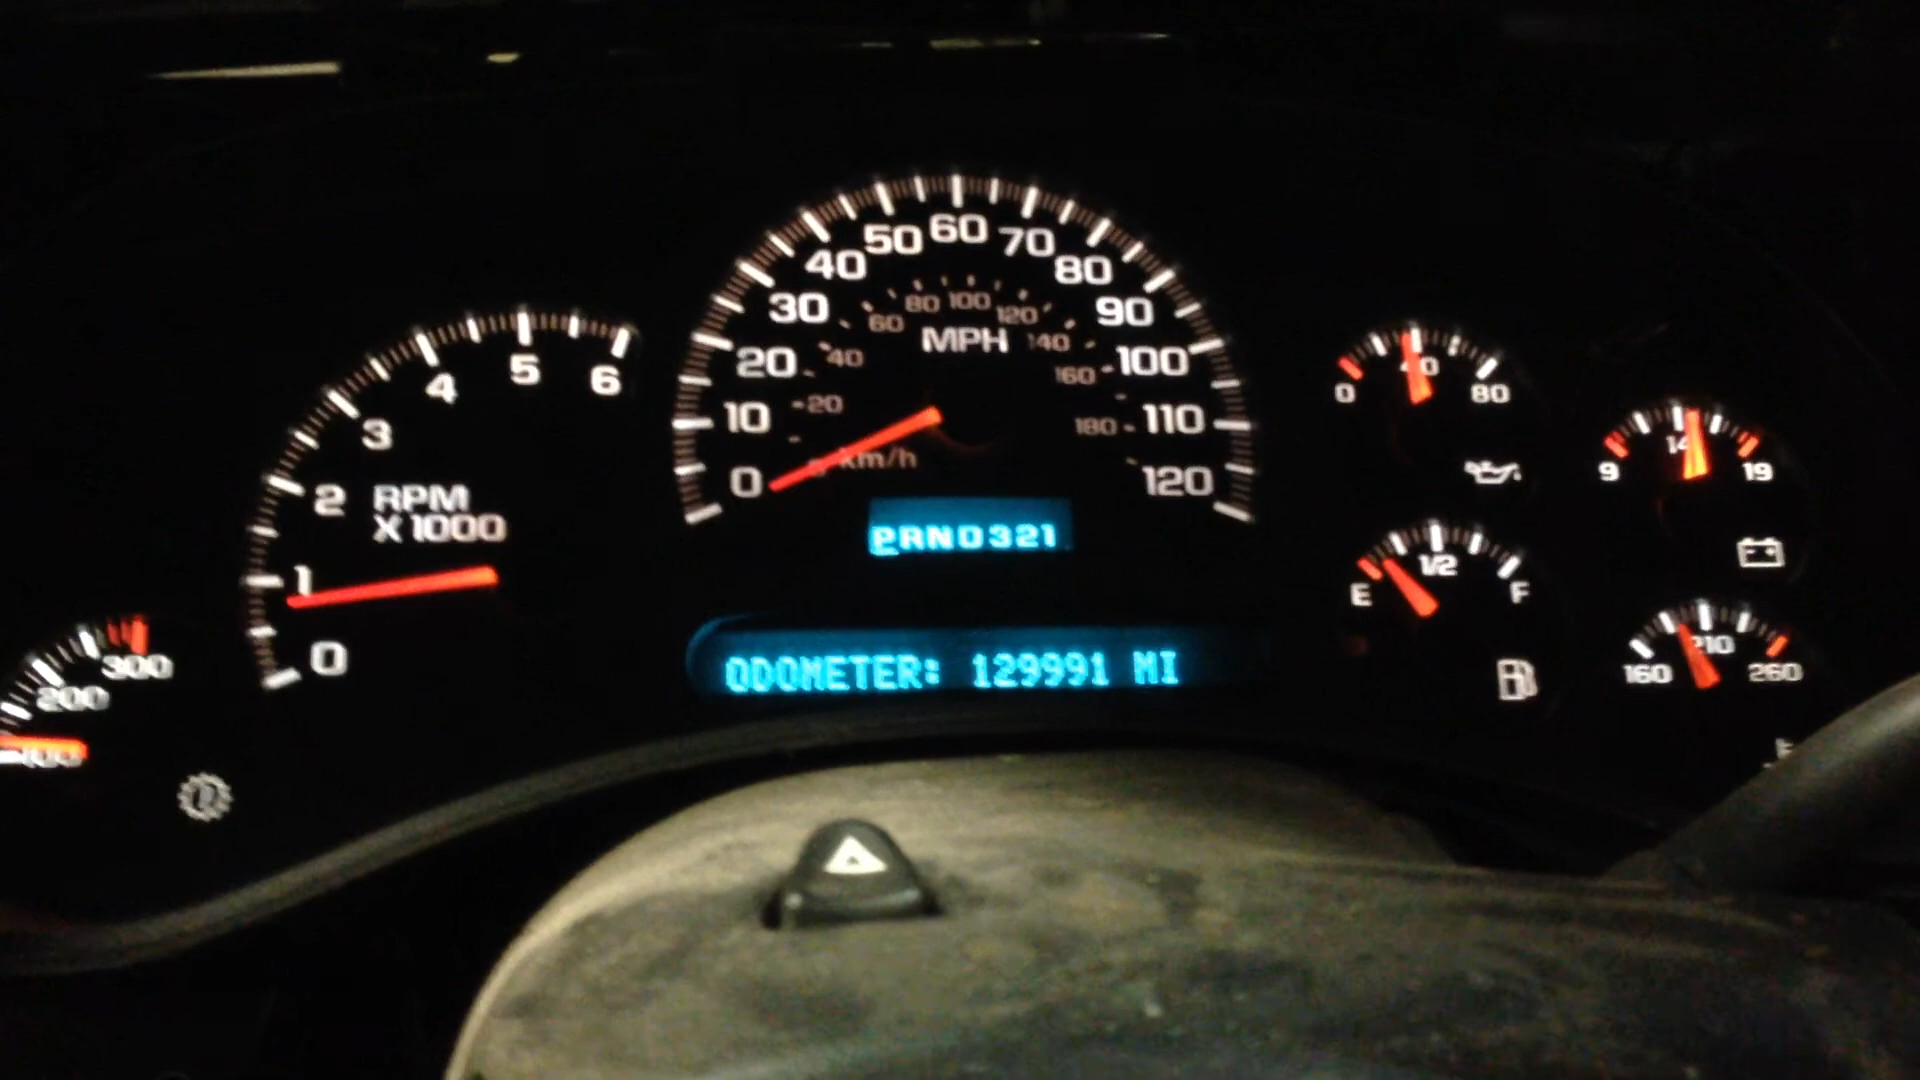 0 1 2 3 4 5 6
RPM
X1000
0 10 20 30 40 50 60 70 80 90 100 110 120
20 40 60 80 100 120 140 160 180
MPH
km/h
PRND321
ODOMETER: 129991 MI
100 200 300
0 40 80
9 14 19
E 1/2 F
160 210 260